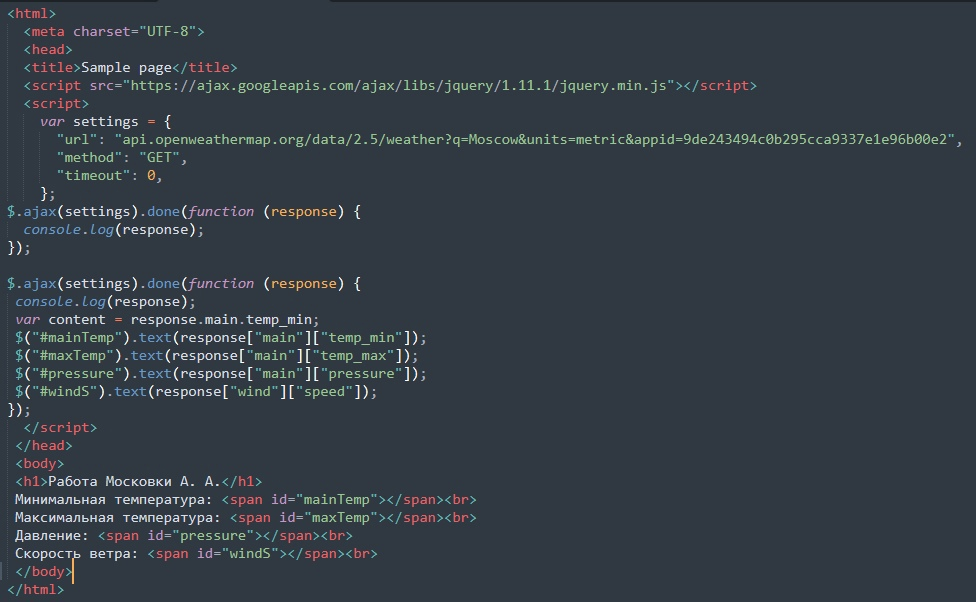 <html>
<meta charset="UTF-8">
<head>
<title>Sample page</title>
<script src="https://ajax.googleapis.com/ajax/libs/jquery/1.11.1/jquery.min.js"></script>
<script>
var settings = {
"url": "api.openweathermap.org/data/2.5/weather?q=Moscow&units=metric&appid=9de243494c0b295cca9337e1e96b00e2",
"method": "GET",
"timeout": 0,
};
$.ajax(settings).done(function (response) {
console.log(response);
});
$.ajax(settings).done(function (response) {
console.log(response);
var content = response.main.temp_min;
$("#mainTemp").text(response["main"]["temp_min"]);
$("#maxTemp").text(response["main"]["temp_max"]);
$("#pressure").text(response["main"]["pressure"]);
$("#windS").text(response["wind"]["speed"]);
});
</script>
</head>
<body>
<h1>Работа Московки А. А.</h1>
Минимальная температура: <span id="mainTemp"></span><br>
Максимальная температура: <span id="maxTemp"></span><br>
Давление: <span id="pressure"></span><br>
Скорость ветра: <span id="windS"></span><br>
</body>
</html>